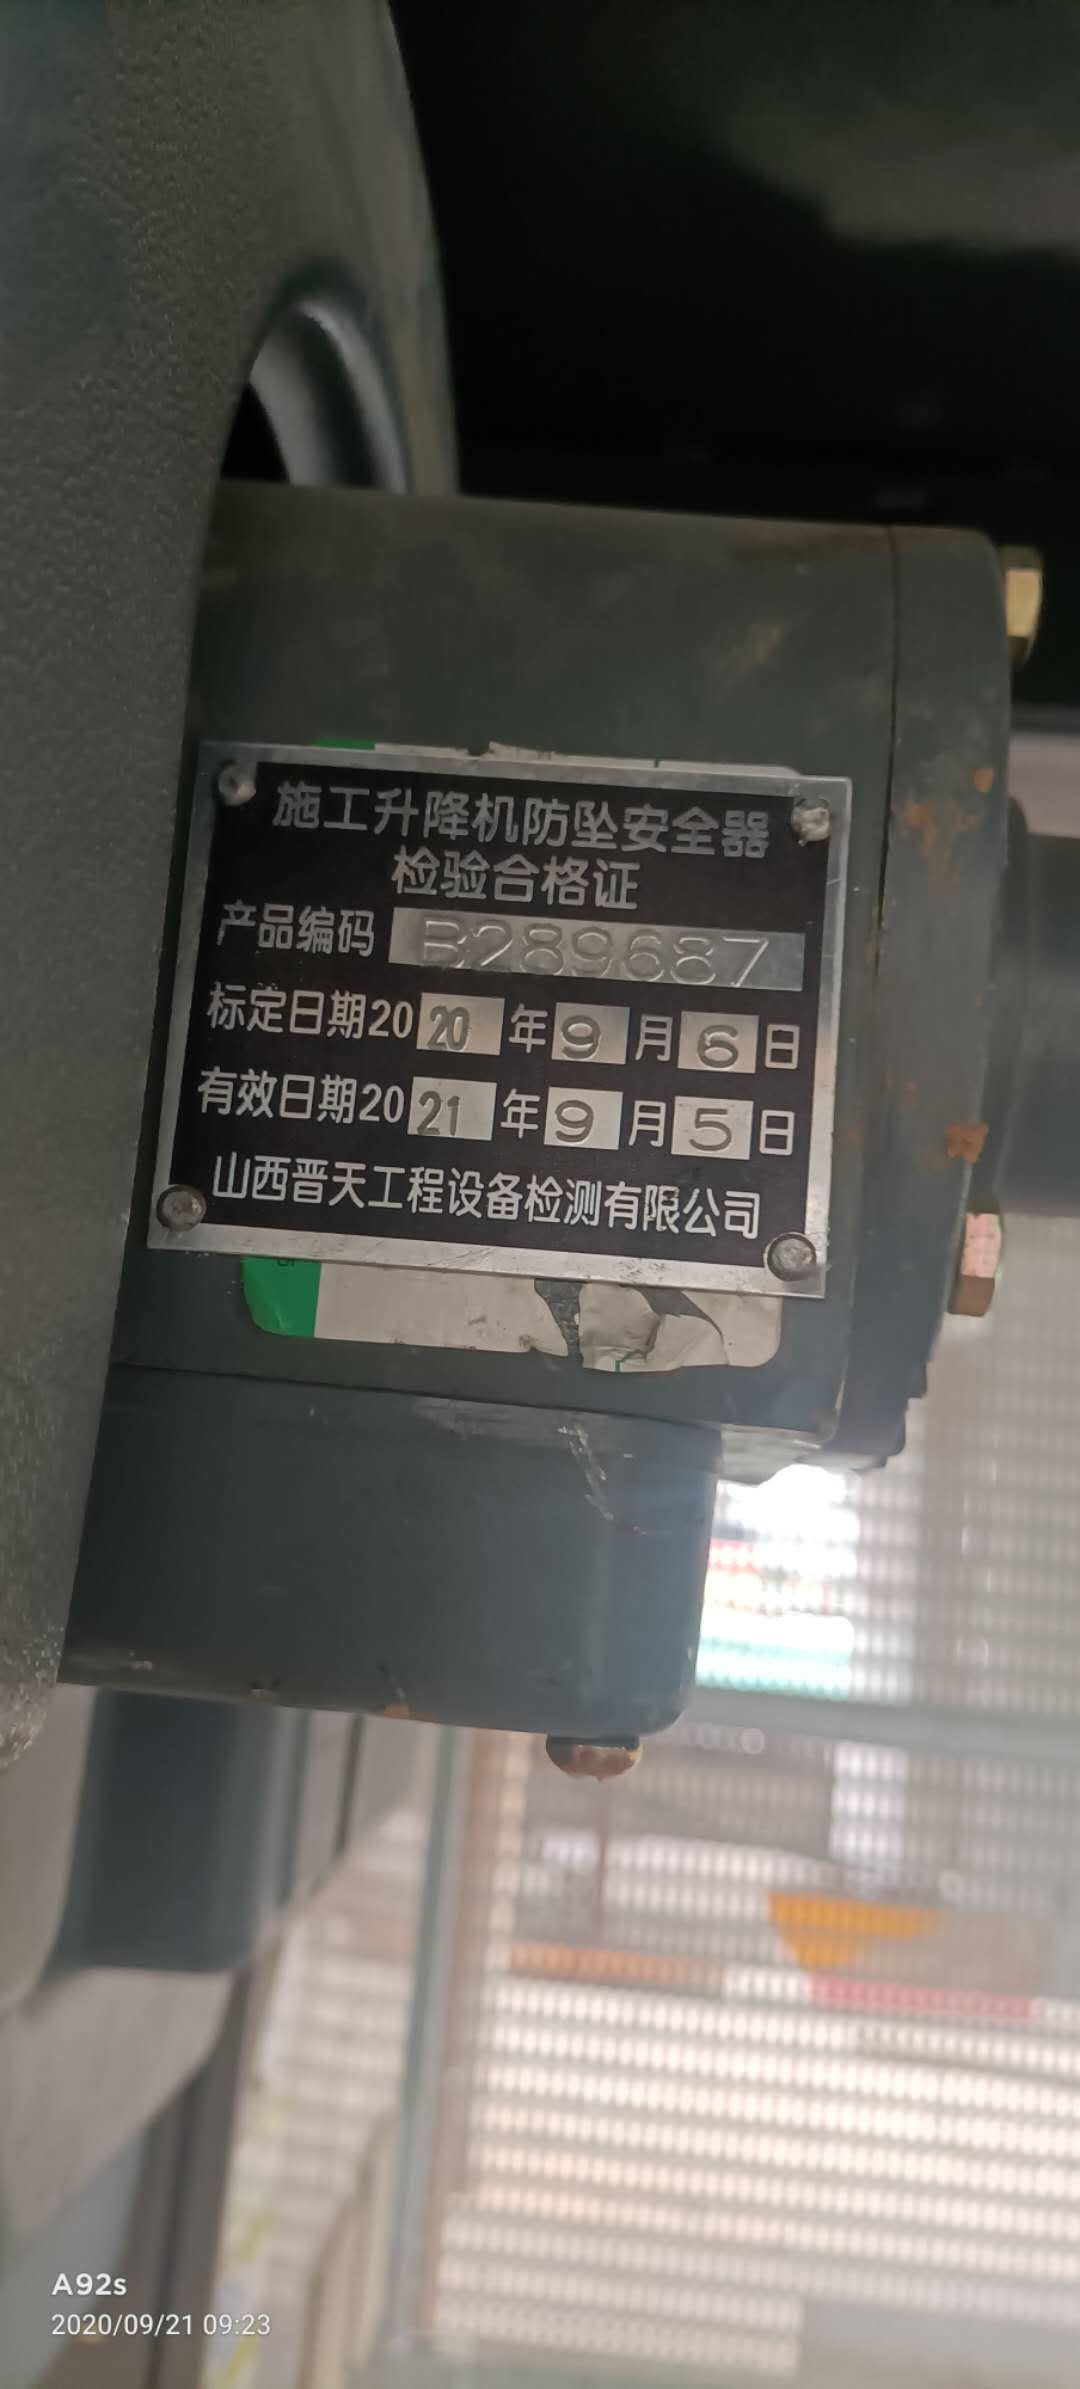 施工升降机防坠安全器
检验合格证
产品编码 B289687
标定日期2020年9月6日
有效日期2021年9月5日
山西晋天工程设备检测有限公司
A92s
2020/09/21 09:23